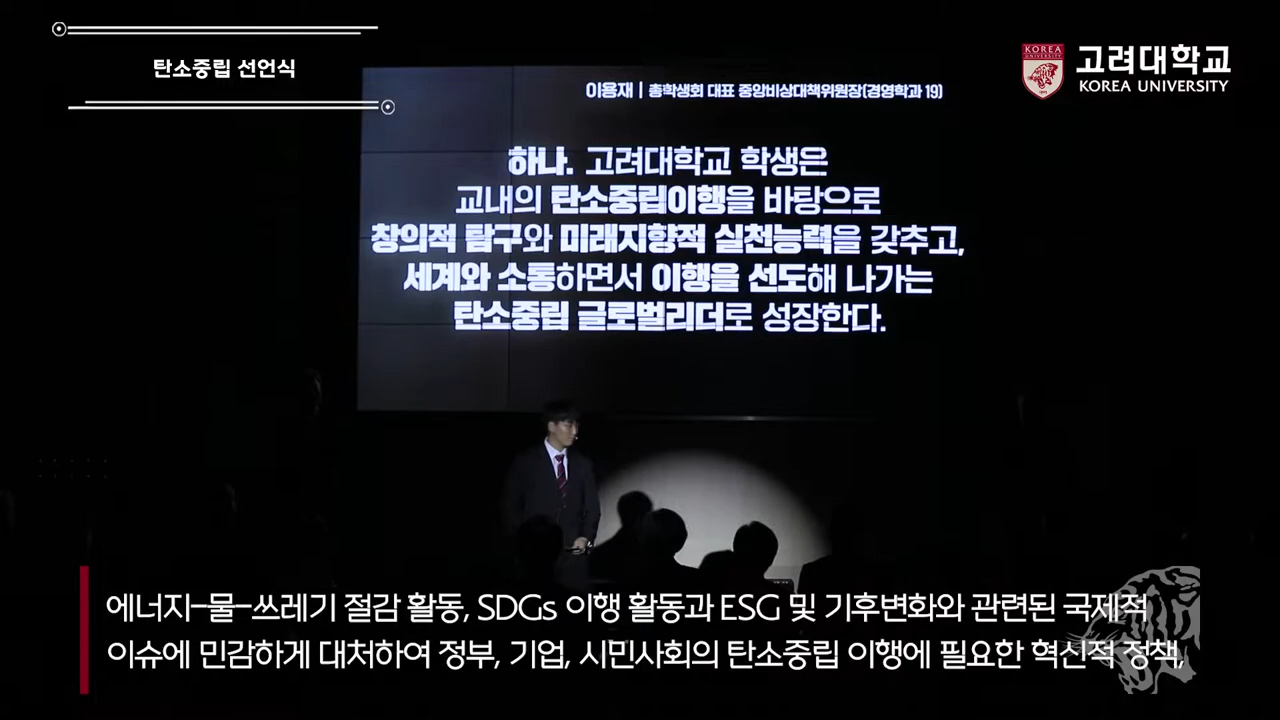 탄소중립 선언식
KOREA
UNIVERSITY
고려대학교
KOREA UNIVERSITY
이용재 | 총학생회 대표 중앙비상대책위원장(경영학과 19)
하나. 고려대학교 학생은
교내의 탄소중립이행을 바탕으로
창의적 탐구와 미래지향적 실천능력을 갖추고,
세계와 소통하면서 이행을 선도해 나가는
탄소중립 글로벌리더로 성장한다.
에너지-물-쓰레기 절감 활동, SDGs 이행 활동과 ESG 및 기후변화와 관련된 국제적
이슈에 민감하게 대처하여 정부, 기업, 시민사회의 탄소중립 이행에 필요한 혁신적 정책,